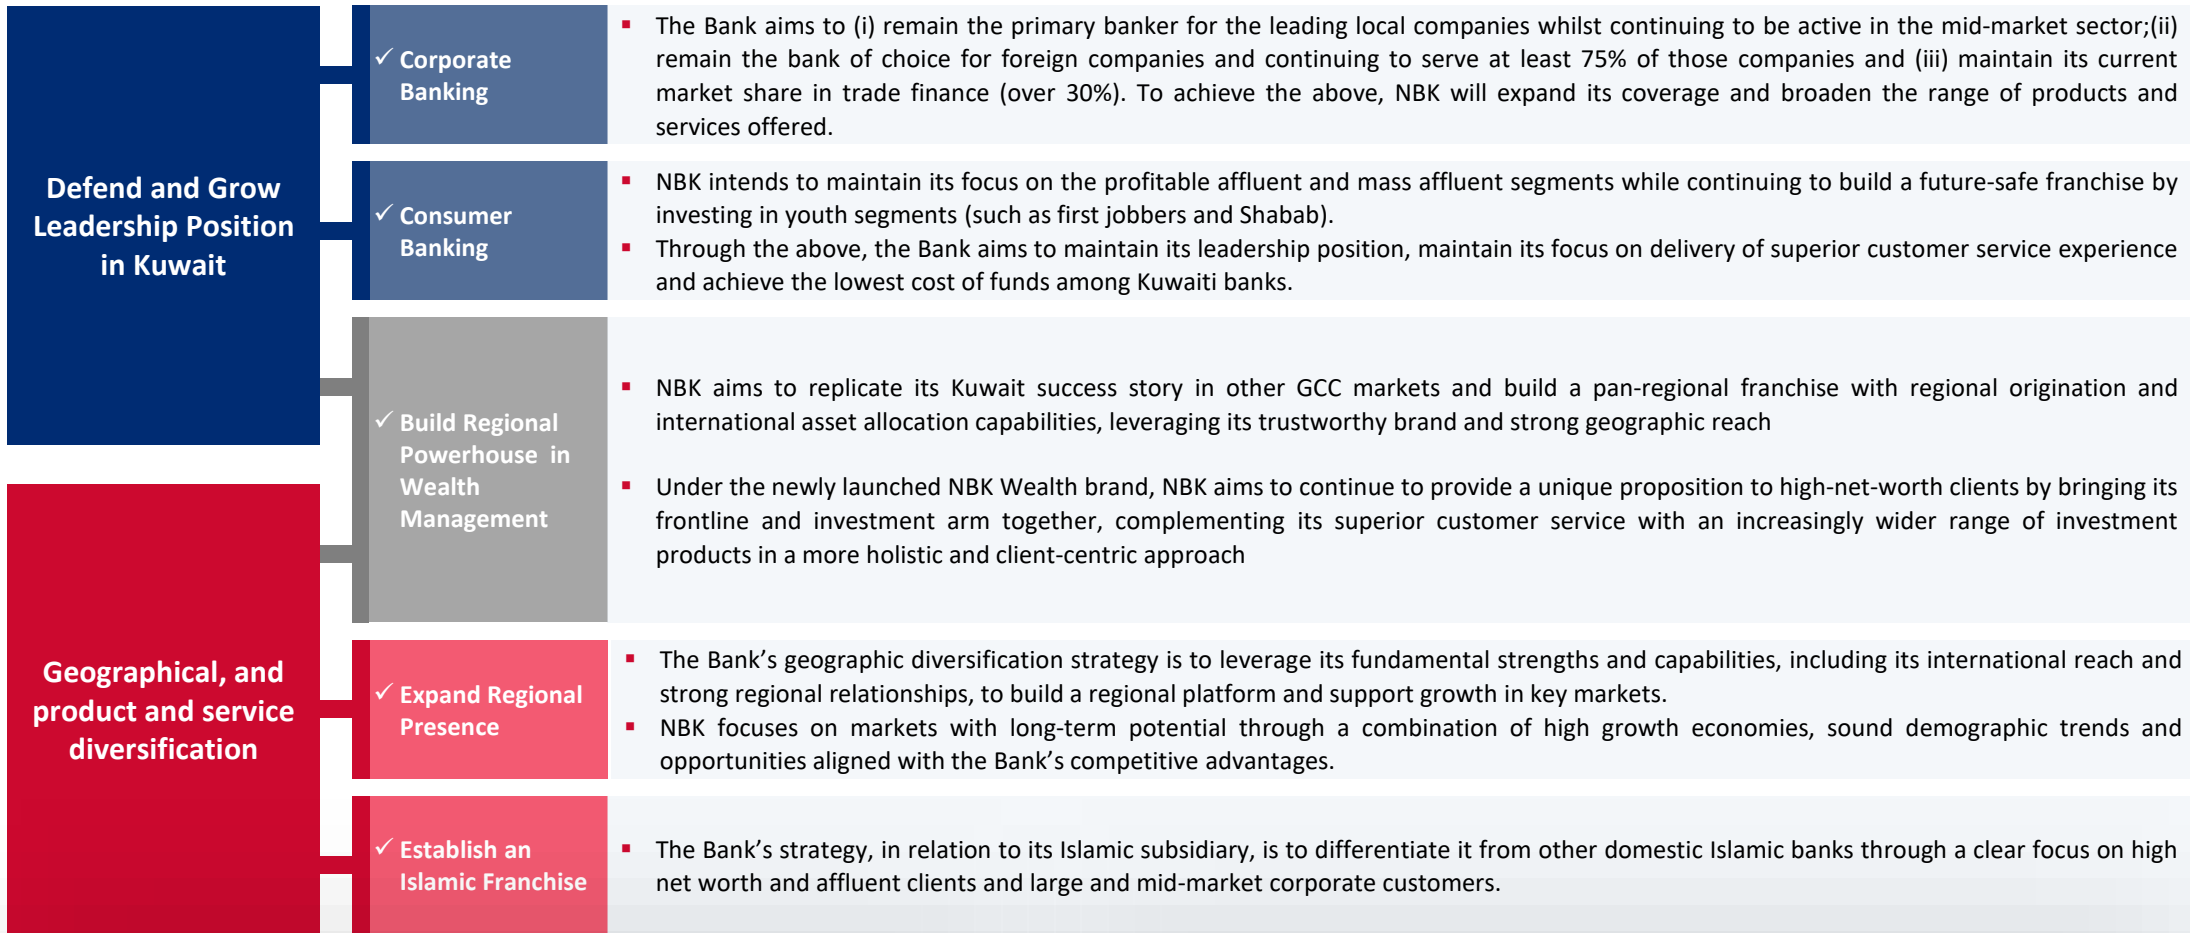 Defend and Grow
Leadership Position
in Kuwait
✓ Corporate
Banking
▪ The Bank aims to (i) remain the primary banker for the leading local companies whilst continuing to be active in the mid-market sector;(ii)
remain the bank of choice for foreign companies and continuing to serve at least 75% of those companies and (iii) maintain its current
market share in trade finance (over 30%). To achieve the above, NBK will expand its coverage and broaden the range of products and
services offered.
✓ Consumer
Banking
▪ NBK intends to maintain its focus on the profitable affluent and mass affluent segments while continuing to build a future-safe franchise by
investing in youth segments (such as first jobbers and Shabab).
▪ Through the above, the Bank aims to maintain its leadership position, maintain its focus on delivery of superior customer service experience
and achieve the lowest cost of funds among Kuwaiti banks.
✓ Build Regional
Powerhouse in
Wealth
Management
▪ NBK aims to replicate its Kuwait success story in other GCC markets and build a pan-regional franchise with regional origination and
international asset allocation capabilities, leveraging its trustworthy brand and strong geographic reach
▪ Under the newly launched NBK Wealth brand, NBK aims to continue to provide a unique proposition to high-net-worth clients by bringing its
frontline and investment arm together, complementing its superior customer service with an increasingly wider range of investment
products in a more holistic and client-centric approach
Geographical, and
product and service
diversification
✓ Expand Regional
Presence
▪ The Bank’s geographic diversification strategy is to leverage its fundamental strengths and capabilities, including its international reach and
strong regional relationships, to build a regional platform and support growth in key markets.
▪ NBK focuses on markets with long-term potential through a combination of high growth economies, sound demographic trends and
opportunities aligned with the Bank’s competitive advantages.
✓ Establish an
Islamic Franchise
▪ The Bank’s strategy, in relation to its Islamic subsidiary, is to differentiate it from other domestic Islamic banks through a clear focus on high
net worth and affluent clients and large and mid-market corporate customers.